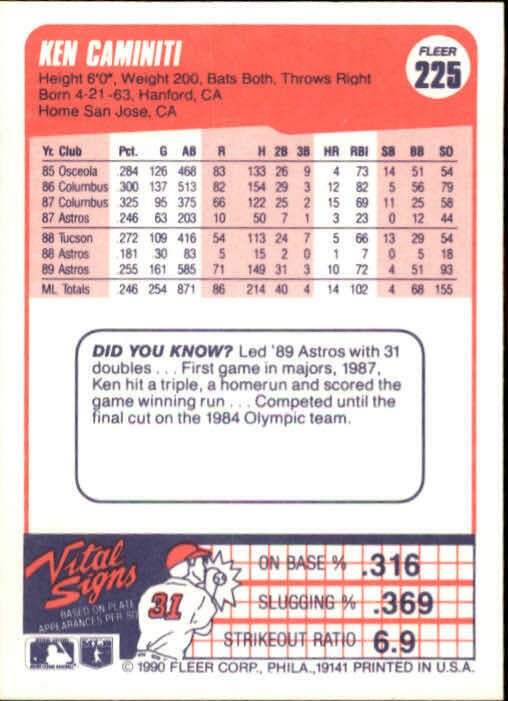 KEN CAMINITI
FLEER
225
Height 6'0", Weight 200, Bats Both, Throws Right
Born 4-21-63, Hanford, CA
Home San Jose, CA
Yr. Club Pct. G AB R H 2B 3B HR RBI SB BB SO
85 Osceola .284 126 468 83 133 26 9 4 73 14 51 54
86 Columbus .300 137 513 82 154 29 3 12 82 5 56 79
87 Columbus .325 95 375 66 122 25 2 15 69 11 25 58
87 Astros .246 63 203 10 50 7 1 3 23 0 12 44
88 Tucson .272 109 416 54 113 24 7 5 66 13 29 54
88 Astros .181 30 83 5 15 2 0 1 7 0 5 18
89 Astros .255 161 585 71 149 31 3 10 72 4 51 93
ML Totals .246 254 871 86 214 40 4 14 102 4 68 155
DID YOU KNOW? Led '89 Astros with 31
doubles . . . First game in majors, 1987,
Ken hit a triple, a homerun and scored the
game winning run . . . Competed until the
final cut on the 1984 Olympic team.
Vital
Signs
BASED ON PLATE
APPEARANCES PER SO
31
ON BASE % .316
SLUGGING % .369
STRIKEOUT RATIO 6.9
© 1990 FLEER CORP., PHILA., 19141 PRINTED IN U.S.A.